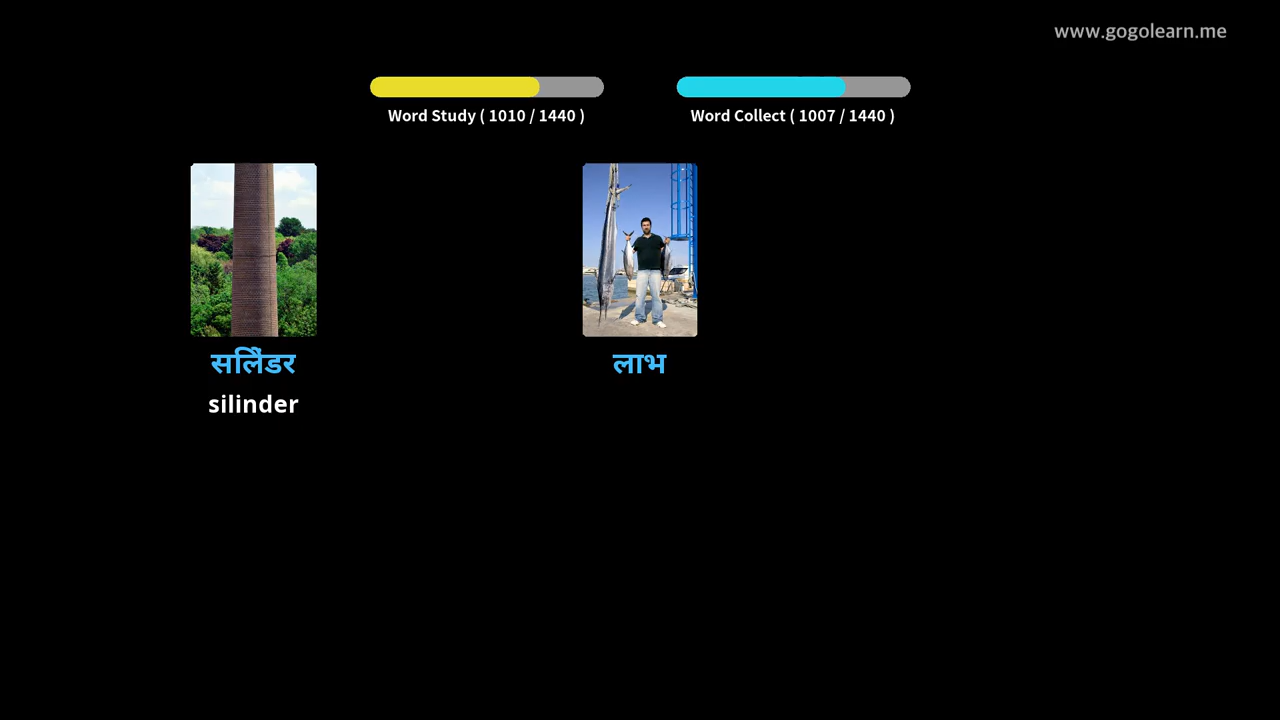 www.gogolearn.me
Word Study ( 1010 / 1440 )
Word Collect ( 1007 / 1440 )
सलिंडर
लाभ
silinder